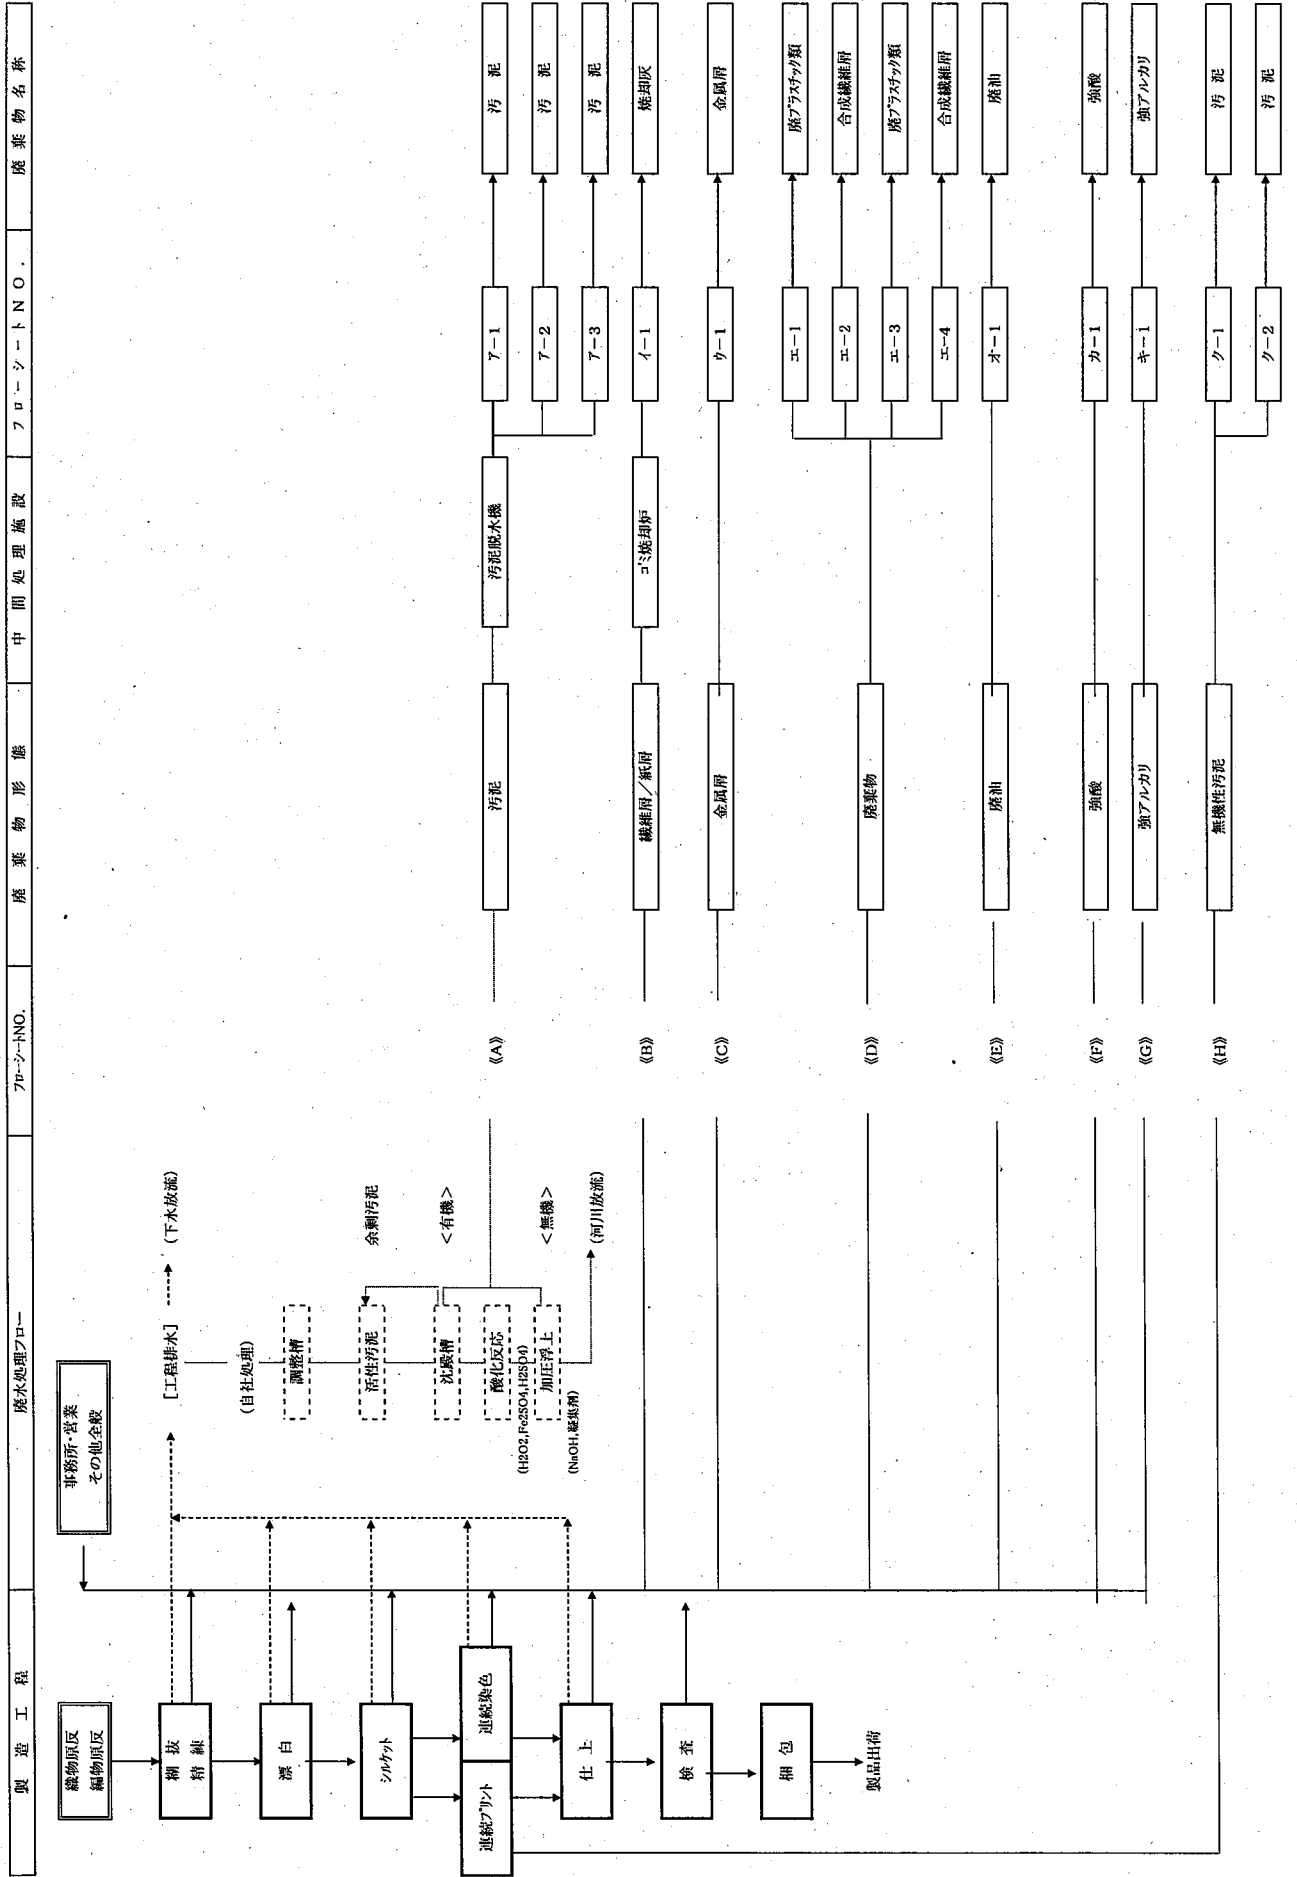 製造工程
廃水処理フロー
フローシートNO.
廃棄物形態
中間処理施設
フローシートNO.
廃棄物名称
織物原反
編物原反
糊抜
精練
漂白
シルケット
連続プリント
連続染色
仕上
検査
梱包
製品出荷
事務所・営業
その他全般
[工程排水]
(下水放流)
(自社処理)
調整槽
活性汚泥
余剰汚泥
沈殿槽
<有機>
酸化反応
(H2O2,Fe2SO4,H2SO4)
加圧浮上
<無機>
(NaOH,凝集剤)
(河川放流)
《A》
汚泥
汚泥脱水機
ア-1
汚泥
ア-2
汚泥
ア-3
汚泥
《B》
繊維屑/紙屑
ゴミ焼却炉
イ-1
焼却灰
《C》
金属屑
ウ-1
金属屑
《D》
廃棄物
エ-1
廃プラスチック類
エ-2
合成繊維屑
エ-3
廃プラスチック類
エ-4
合成繊維屑
《E》
廃油
オ-1
廃油
《F》
強酸
カ-1
強酸
《G》
強アルカリ
キ-1
強アルカリ
《H》
無機性汚泥
ク-1
汚泥
ク-2
汚泥